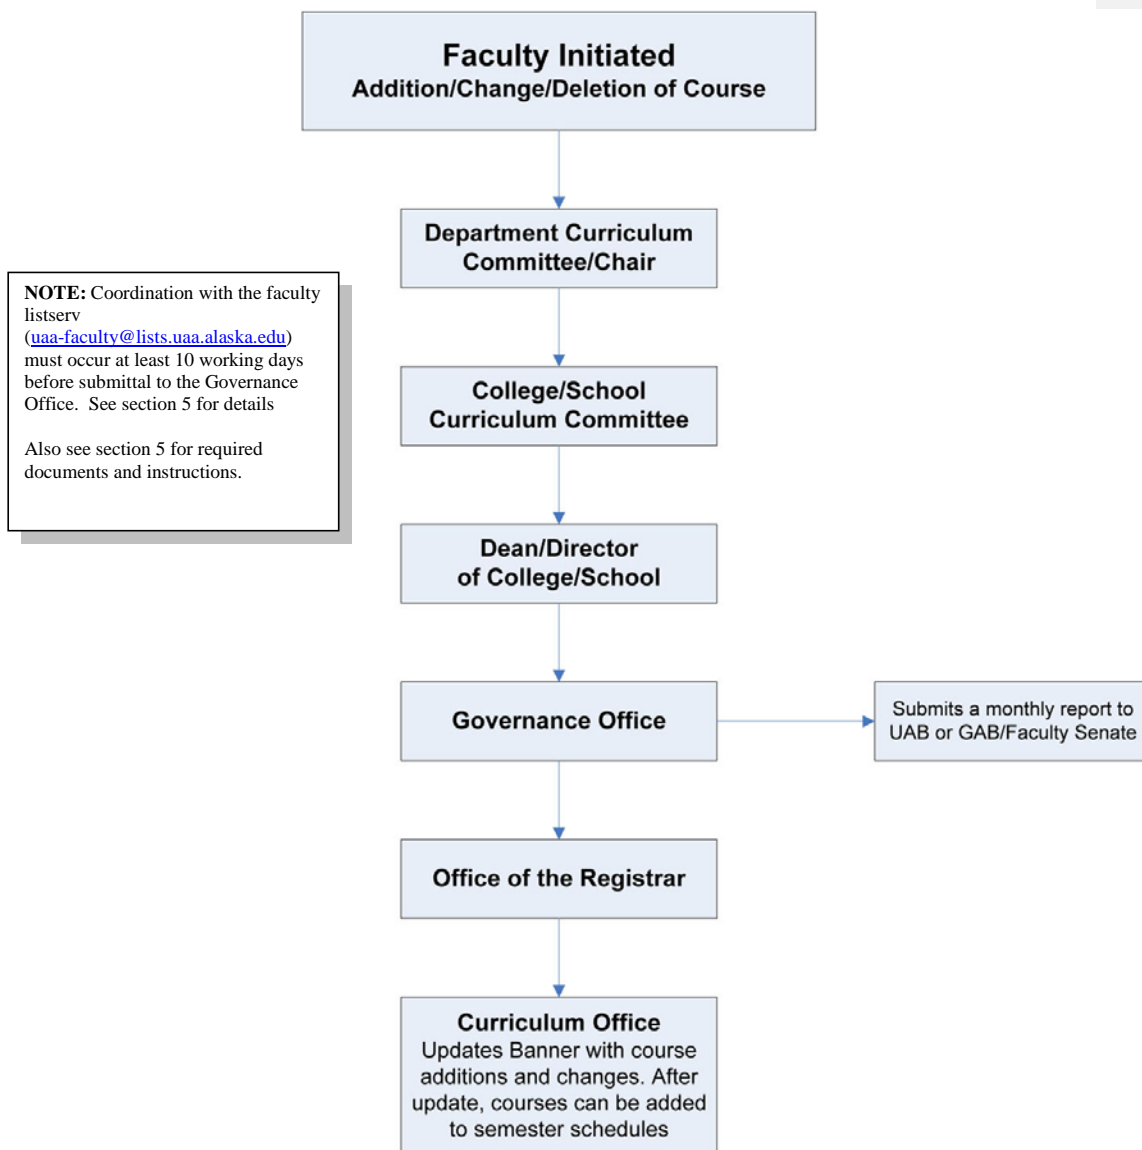 Faculty Initiated
Addition/Change/Deletion of Course
Department Curriculum
Committee/Chair
NOTE: Coordination with the faculty
listserv
(uaa-faculty@lists.uaa.alaska.edu)
must occur at least 10 working days
before submittal to the Governance
Office.  See section 5 for details
Also see section 5 for required
documents and instructions.
College/School
Curriculum Committee
Dean/Director
of College/School
Governance Office
Submits a monthly report to
UAB or GAB/Faculty Senate
Office of the Registrar
Curriculum Office
Updates Banner with course
additions and changes. After
update, courses can be added
to semester schedules